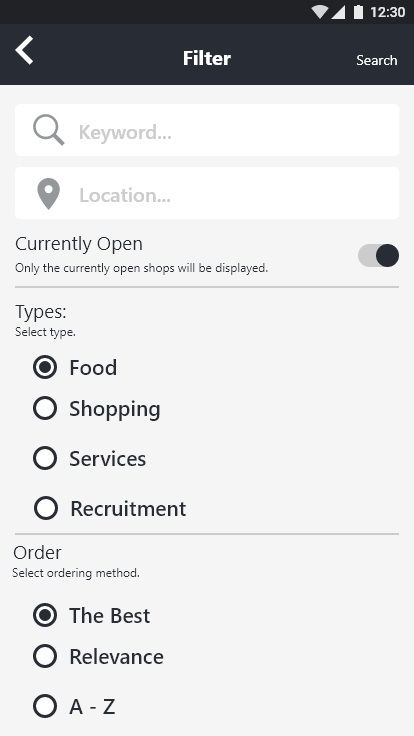 12:30
Filter
Search
Keyword...
Location...
Currently Open
Only the currently open shops will be displayed.
Types:
Select type.
Food
Shopping
Services
Recruitment
Order
Select ordering method.
The Best
Relevance
A - Z